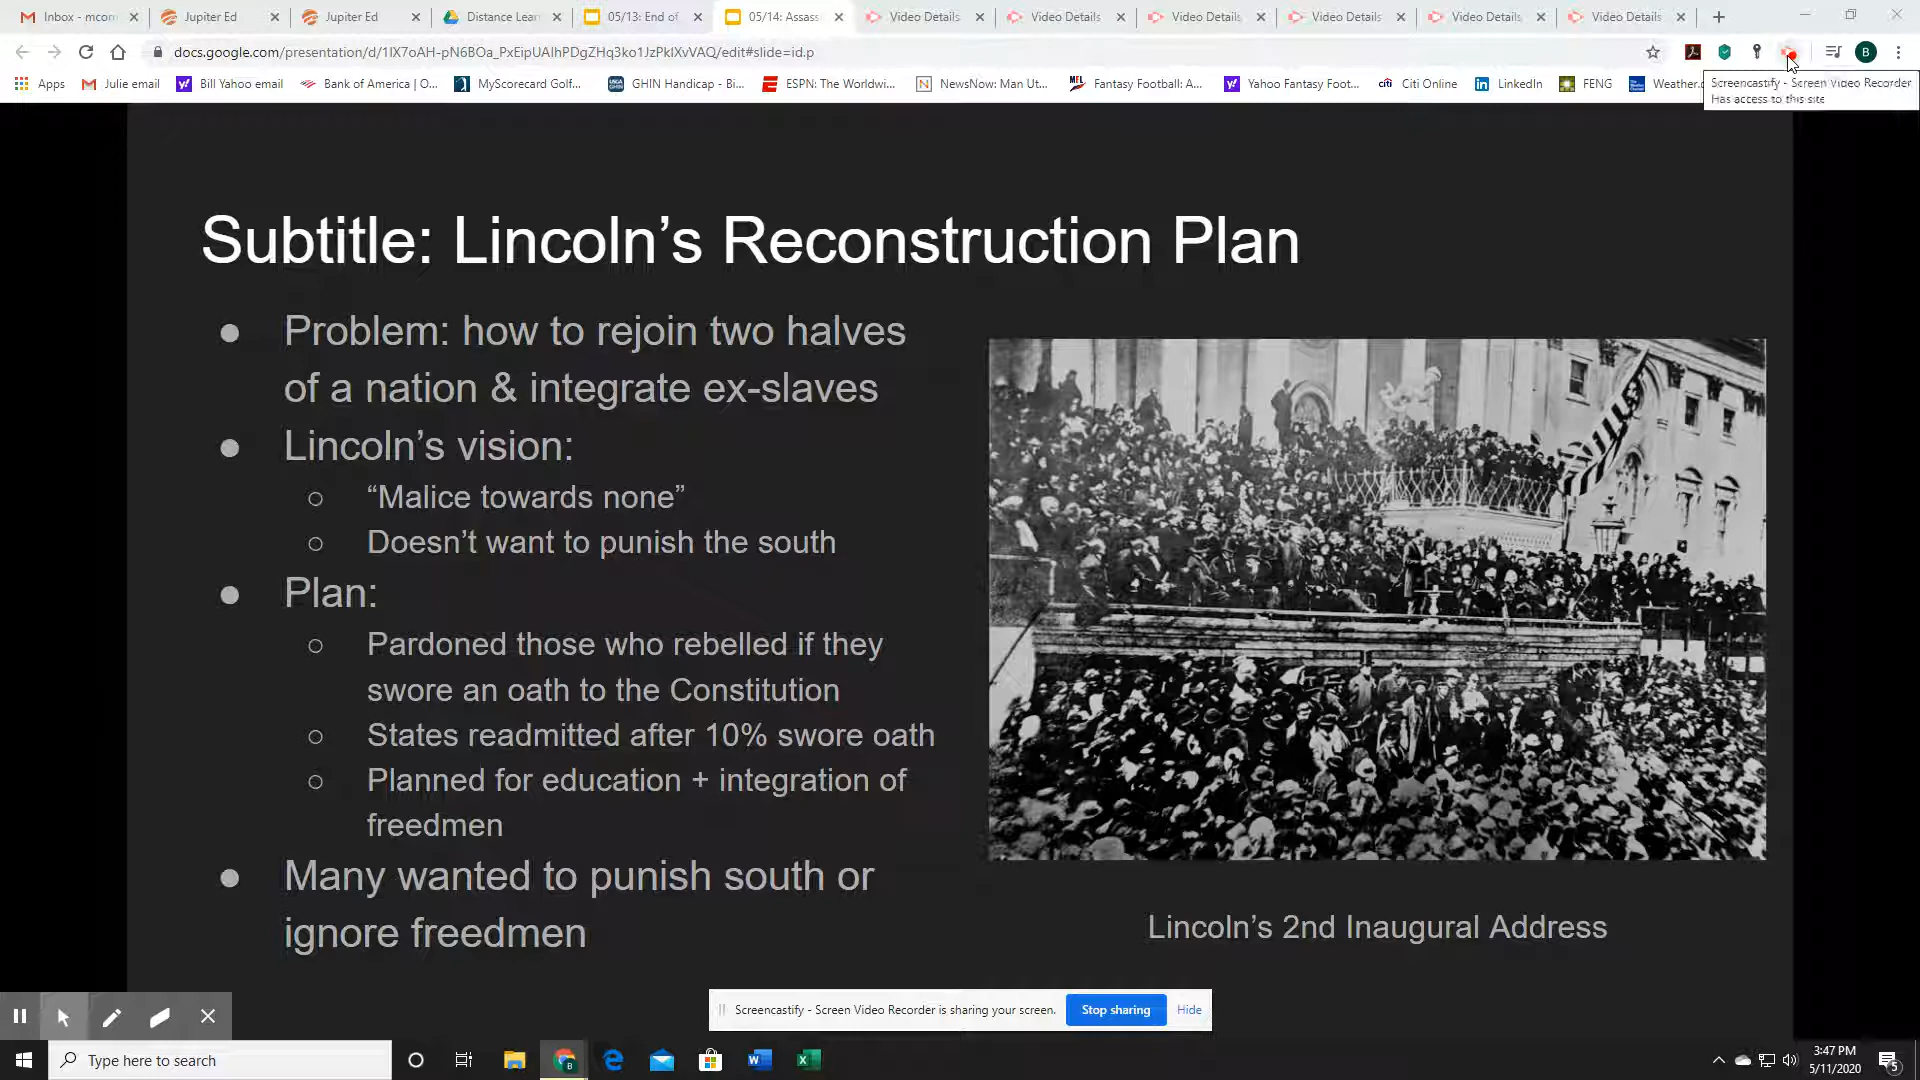 Inbox - mcom
Jupiter Ed
Jupiter Ed
Distance Lear
05/13: End of
05/14: Assass
Video Details
Video Details
Video Details
Video Details
Video Details
Video Details
docs.google.com/presentation/d/1IX7oAH-pN6BOa_PxEipUAIhPDgZHq3ko1JzPkIXvVAQ/edit#slide=id.p
B
Apps
Julie email
Bill Yahoo email
Bank of America | O...
MyScorecard Golf...
GHIN Handicap - Bi...
ESPN: The Worldwi...
NewsNow: Man Ut...
Fantasy Football: A...
Yahoo Fantasy Foot...
Citi Online
LinkedIn
FENG
Weather.c
Screencastify - Screen Video Recorder
Has access to this site
Subtitle: Lincoln’s Reconstruction Plan
● Problem: how to rejoin two halves
of a nation & integrate ex-slaves
● Lincoln’s vision:
○ “Malice towards none”
○ Doesn’t want to punish the south
● Plan:
○ Pardoned those who rebelled if they
swore an oath to the Constitution
○ States readmitted after 10% swore oath
○ Planned for education + integration of
freedmen
● Many wanted to punish south or
ignore freedmen
Lincoln’s 2nd Inaugural Address
Screencastify - Screen Video Recorder is sharing your screen.
Stop sharing
Hide
Type here to search
3:47 PM
5/11/2020
5